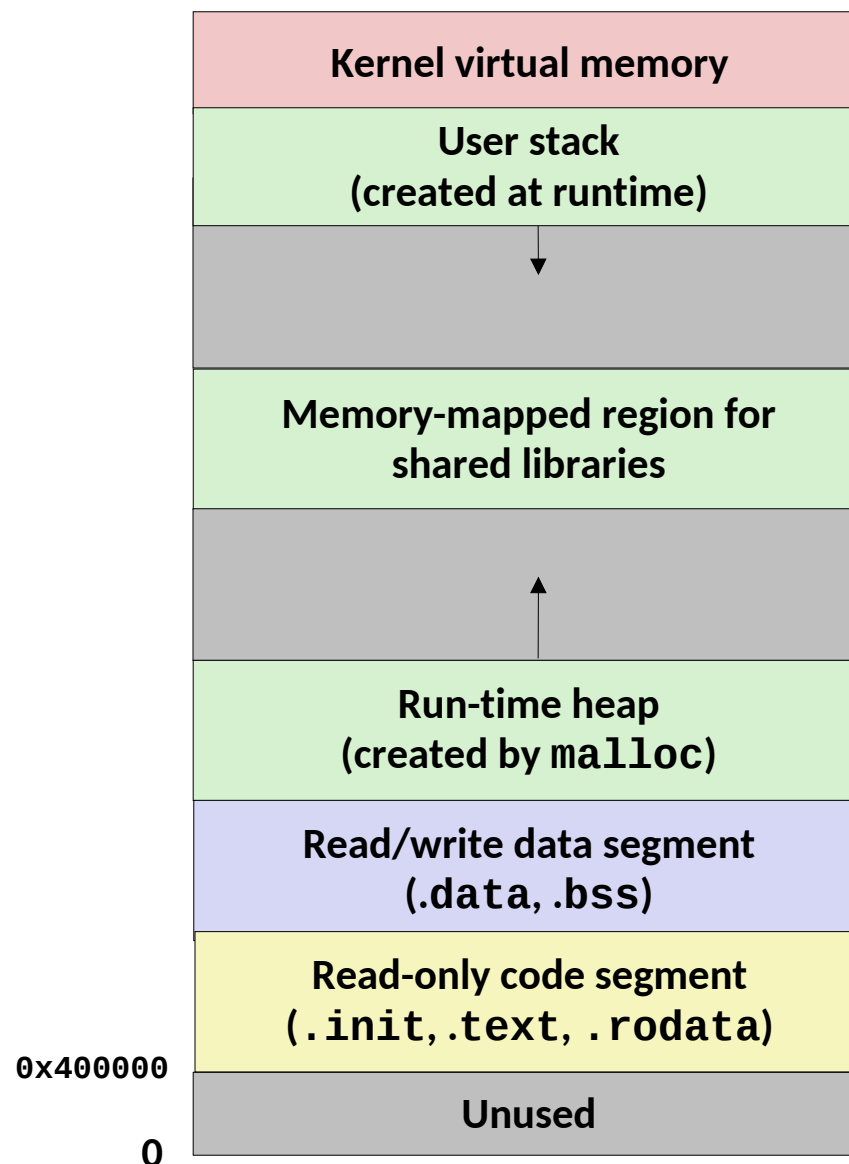 Kernel virtual memory
User stack
(created at runtime)
Memory-mapped region for
shared libraries
Run-time heap
(created by malloc)
Read/write data segment
(.data, .bss)
Read-only code segment
(.init, .text, .rodata)
0x400000
Unused
0